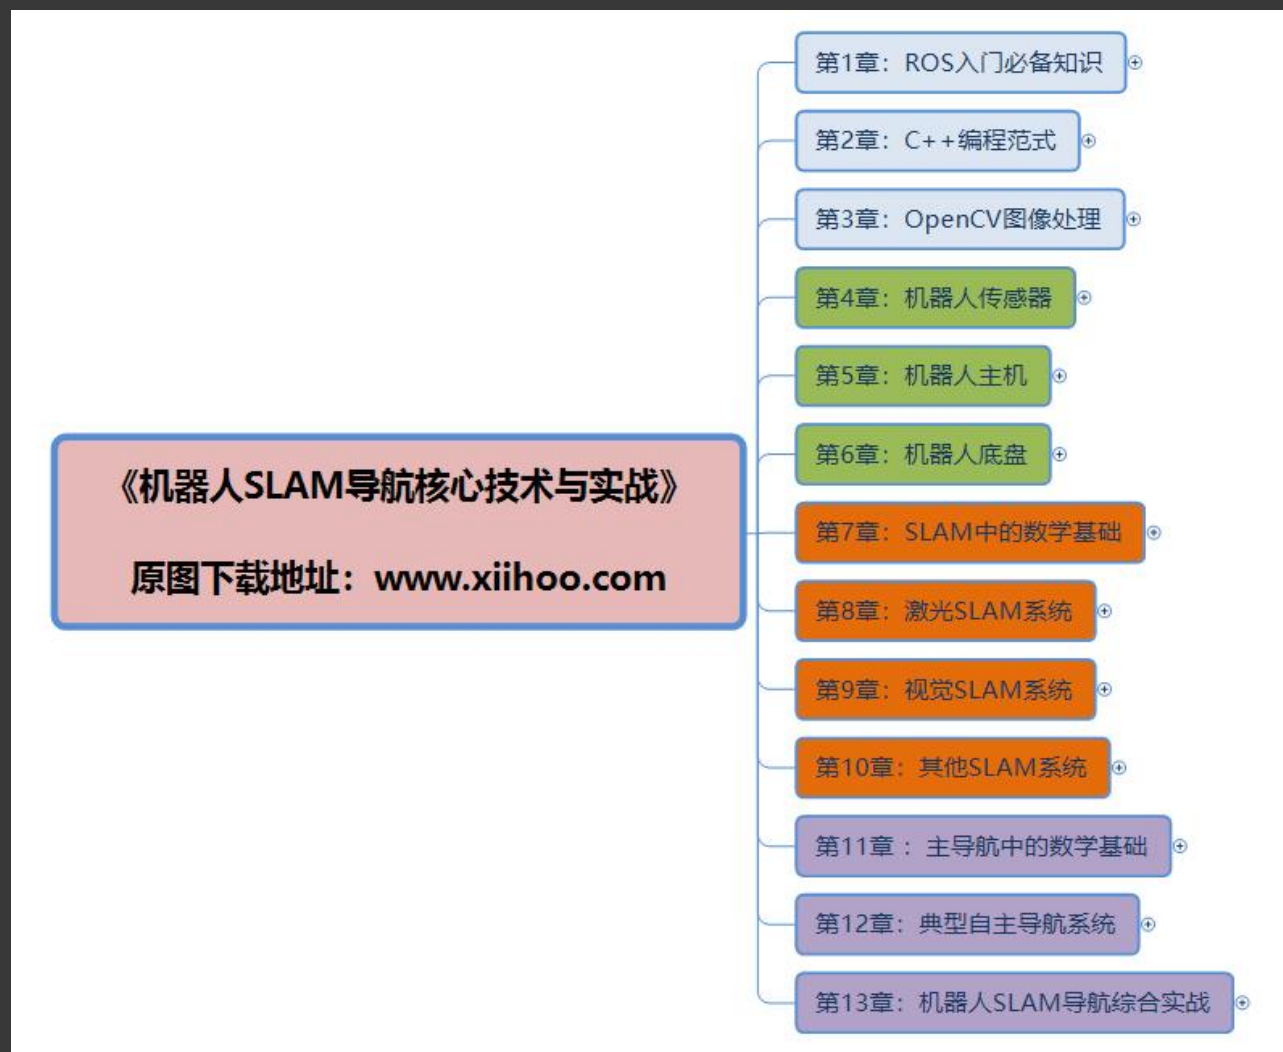 《机器人SLAM导航核心技术与实战》
原图下载地址：www.xiihoo.com
第1章：ROS入门必备知识
第2章：C++编程范式
第3章：OpenCV图像处理
第4章：机器人传感器
第5章：机器人主机
第6章：机器人底盘
第7章：SLAM中的数学基础
第8章：激光SLAM系统
第9章：视觉SLAM系统
第10章：其他SLAM系统
第11章 ：主导航中的数学基础
第12章：典型自主导航系统
第13章：机器人SLAM导航综合实战